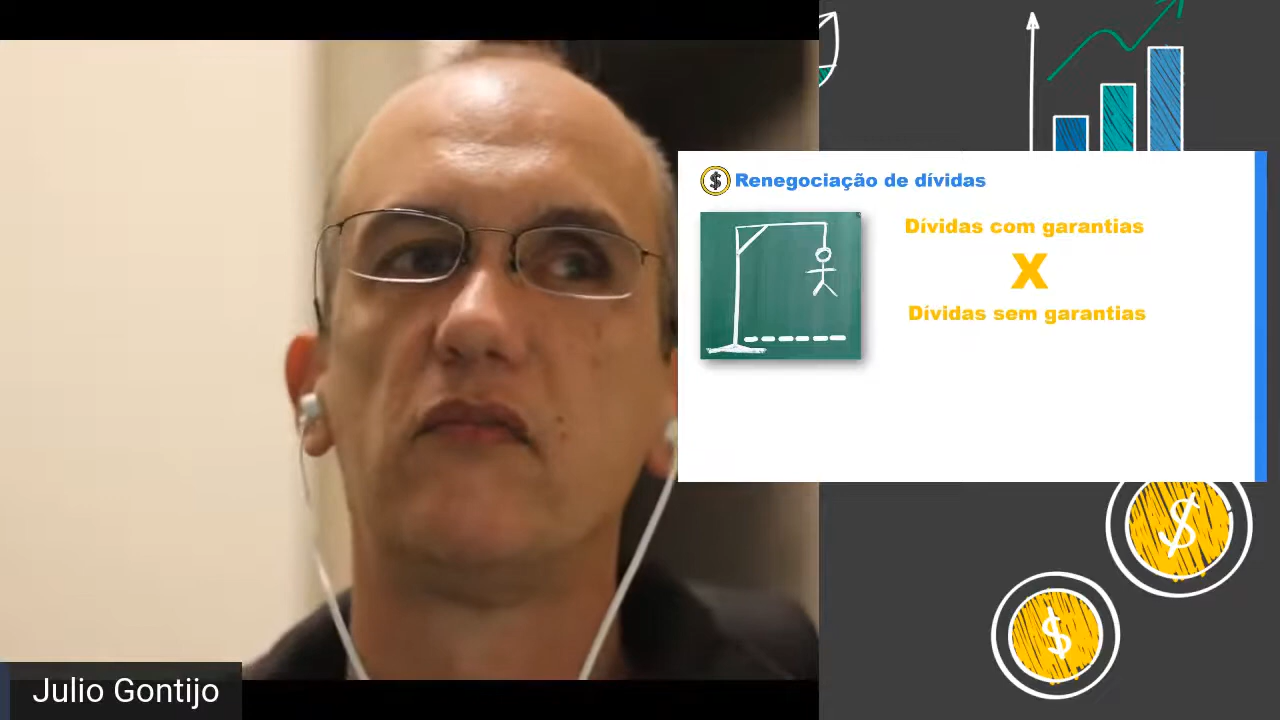 Renegociação de dívidas
Dívidas com garantias
X
Dívidas sem garantias
Julio Gontijo